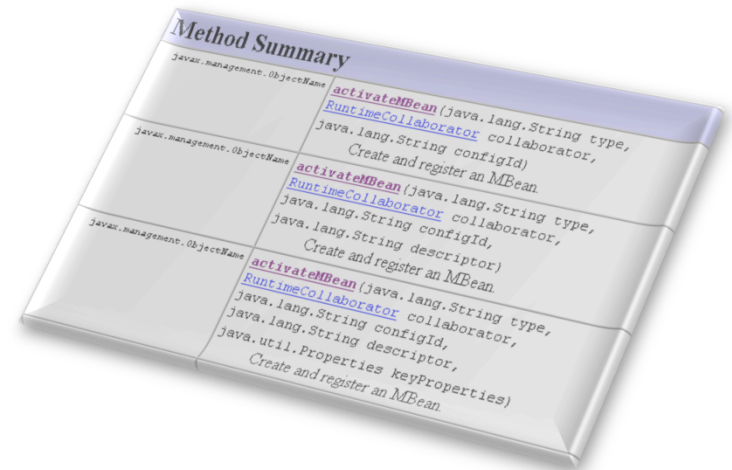 Method Summary
javax.management.ObjectName
activateMBean(java.lang.String type,
RuntimeCollaborator collaborator,
java.lang.String configId)
Create and register an MBean.
javax.management.ObjectName
activateMBean(java.lang.String type,
RuntimeCollaborator collaborator,
java.lang.String configId,
java.lang.String descriptor)
Create and register an MBean.
javax.management.ObjectName
activateMBean(java.lang.String type,
RuntimeCollaborator collaborator,
java.lang.String configId,
java.lang.String descriptor,
java.util.Properties keyProperties)
Create and register an MBean.